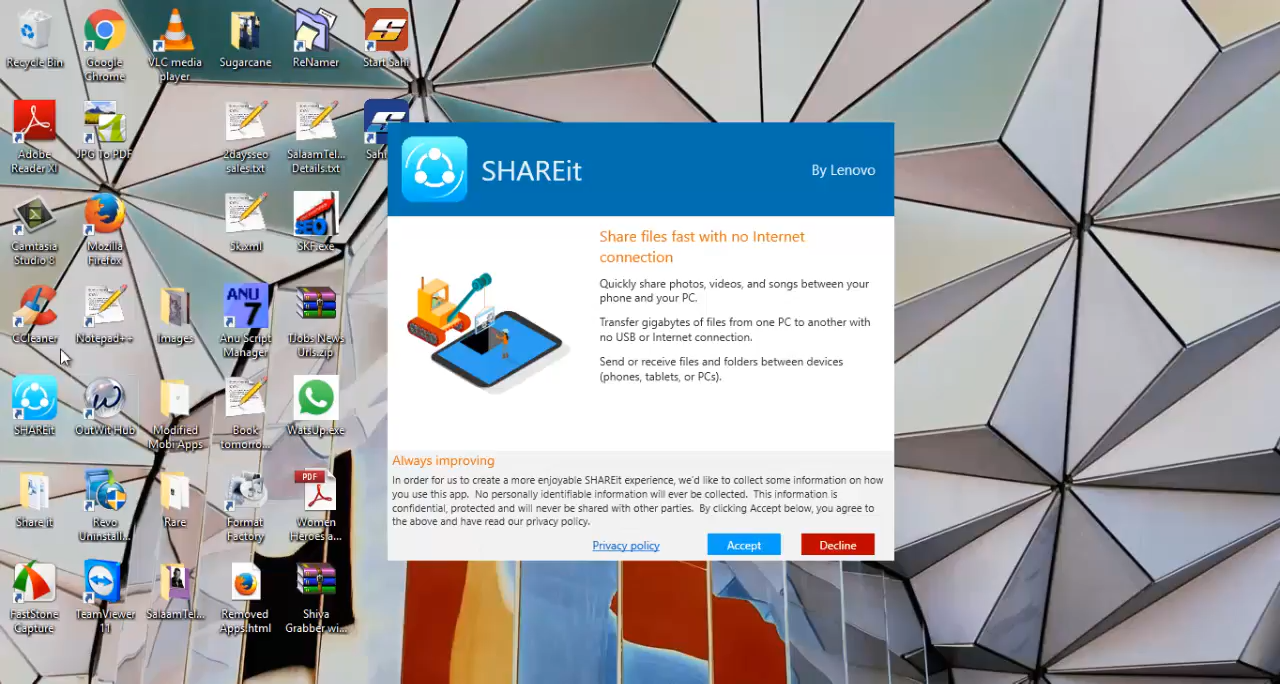 Recycle Bin
Google
Chrome
VLC media
player
Sugarcane
ReNamer
Start Sahi
Adobe
Reader XI
JPG To PDF
2daysseo
sales.txt
SalaamTel...
Details.txt
Sahi
Camtasia
Studio 8
Mozilla
Firefox
Sk.xml
SEO
SKF.exe
CCleaner
Notepad++
Images
ANU
7
Anu Script
Manager
SHAREit
OutWit Hub
Modified
Mobi Apps
Book
tomorro...
WatsUp.exe
Share it
Revo
Uninstall...
Rare
Format
Factory
PDF
Women
Heroes a...
FastStone
Capture
TeamViewer
11
SalaamTel...
Removed
Apps.html
Shiva
Grabber wi...
SHAREit
By Lenovo
Share files fast with no Internet
connection
Quickly share photos, videos, and songs between your
phone and your PC.
Transfer gigabytes of files from one PC to another with
no USB or Internet connection.
Send or receive files and folders between devices
(phones, tablets, or PCs).
Always improving
In order for us to create a more enjoyable SHAREit experience, we'd like to collect some information on how
you use this app. No personally identifiable information will ever be collected. This information is
confidential, protected and will never be shared with other parties. By clicking Accept below, you agree to
the above and have read our privacy policy.
Privacy policy
Accept
Decline